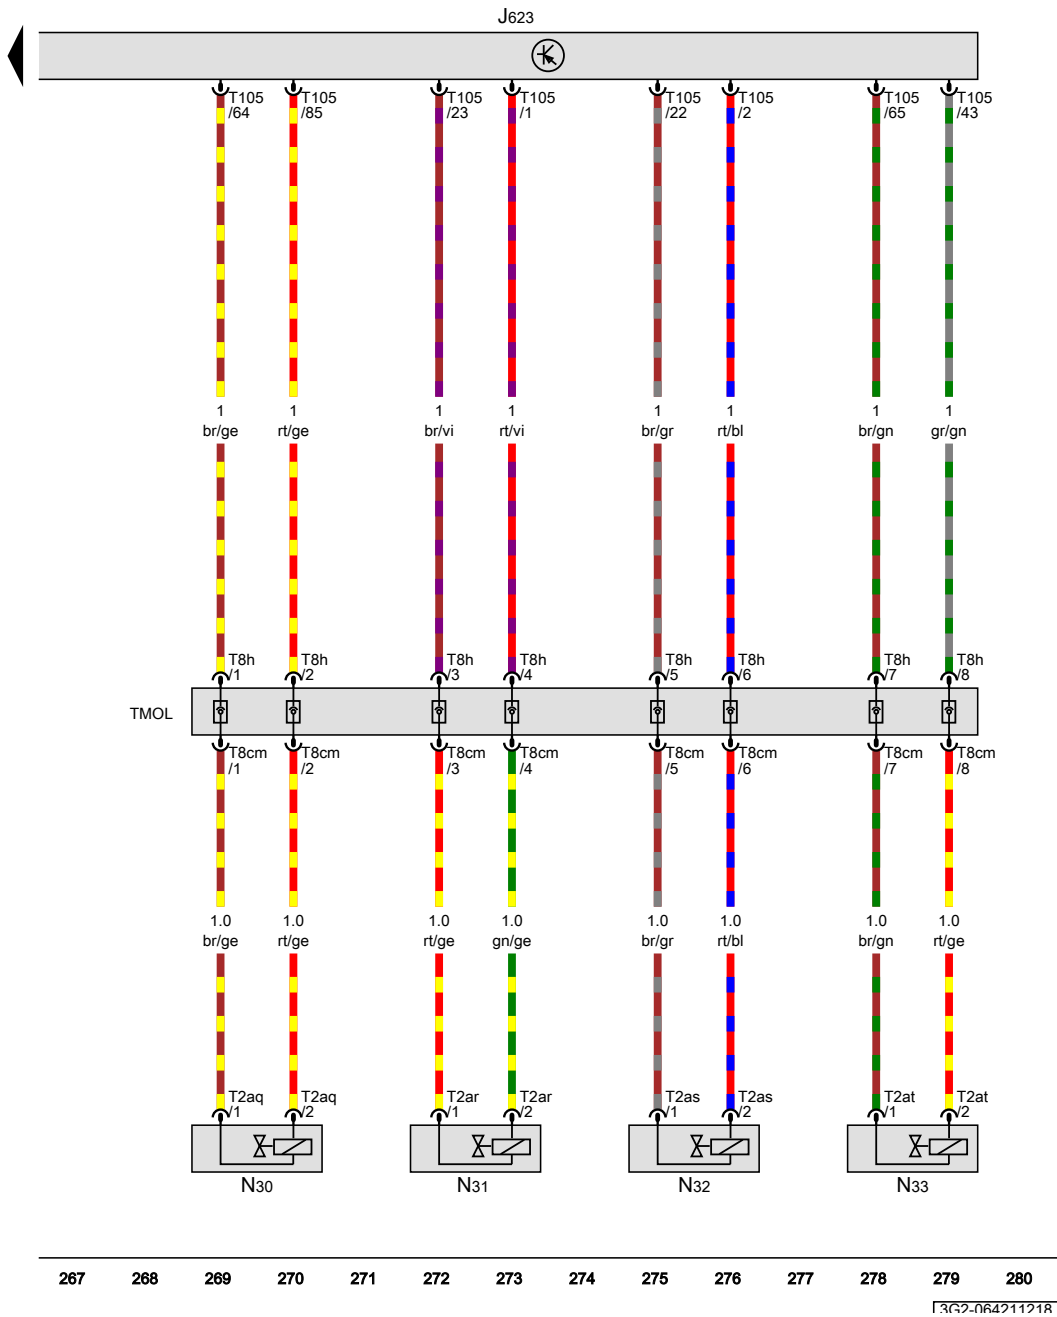 J623
T105 T105 T105 T105 T105 T105 T105 T105
/64 /85 /23 /1 /22 /2 /65 /43
1 1 1 1 1 1 1 1
br/ge rt/ge br/vi rt/vi br/gr rt/bl br/gn gr/gn
T8h T8h T8h T8h T8h T8h T8h T8h
/1 /2 /3 /4 /5 /6 /7 /8
TMOL
T8cm T8cm T8cm T8cm T8cm T8cm T8cm T8cm
/1 /2 /3 /4 /5 /6 /7 /8
1.0 1.0 1.0 1.0 1.0 1.0 1.0 1.0
br/ge rt/ge rt/ge gn/ge br/gr rt/bl br/gn rt/ge
T2aq T2aq T2ar T2ar T2as T2as T2at T2at
/1 /2 /1 /2 /1 /2 /1 /2
N30 N31 N32 N33
267 268 269 270 271 272 273 274 275 276 277 278 279 280
3G2-064211218